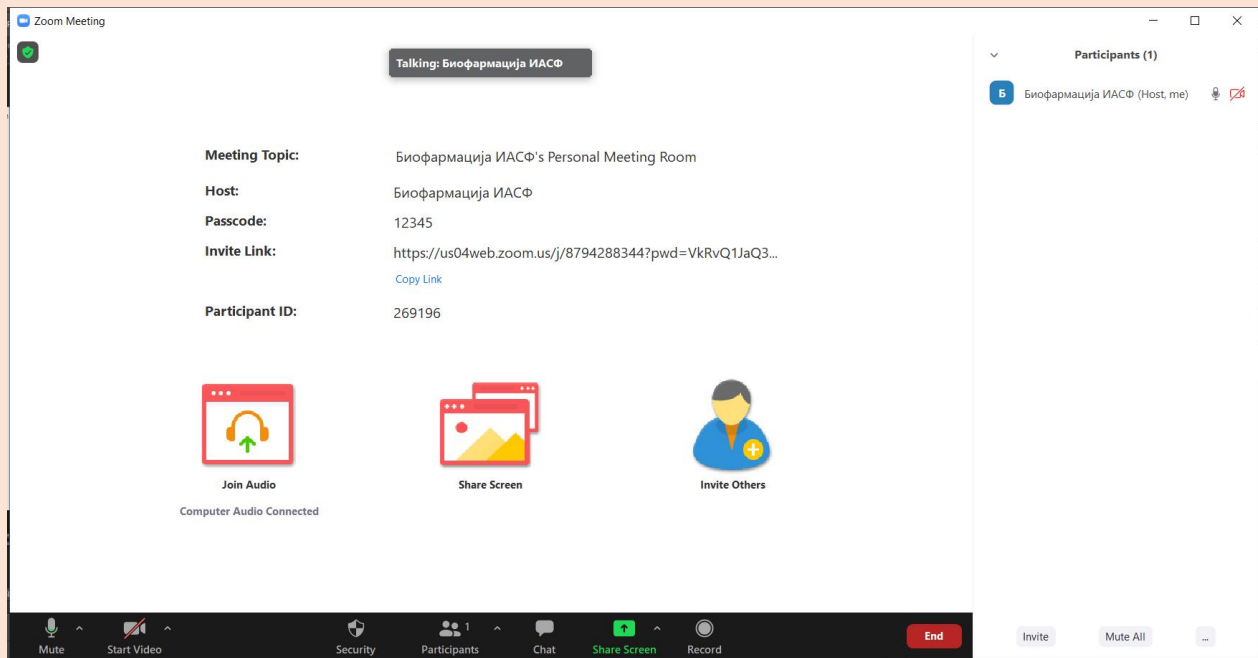 Zoom Meeting
Talking: Биофармација ИАСФ
Meeting Topic: Биофармација ИАСФ's Personal Meeting Room
Host: Биофармација ИАСФ
Passcode: 12345
Invite Link: https://us04web.zoom.us/j/8794288344?pwd=VkRvQ1JaQ3...
Copy Link
Participant ID: 269196
Join Audio Share Screen Invite Others
Computer Audio Connected
Mute Start Video Security Participants 1 Chat Share Screen Record End
Participants (1)
Б Биофармација ИАСФ (Host, me)
Invite Mute All ...